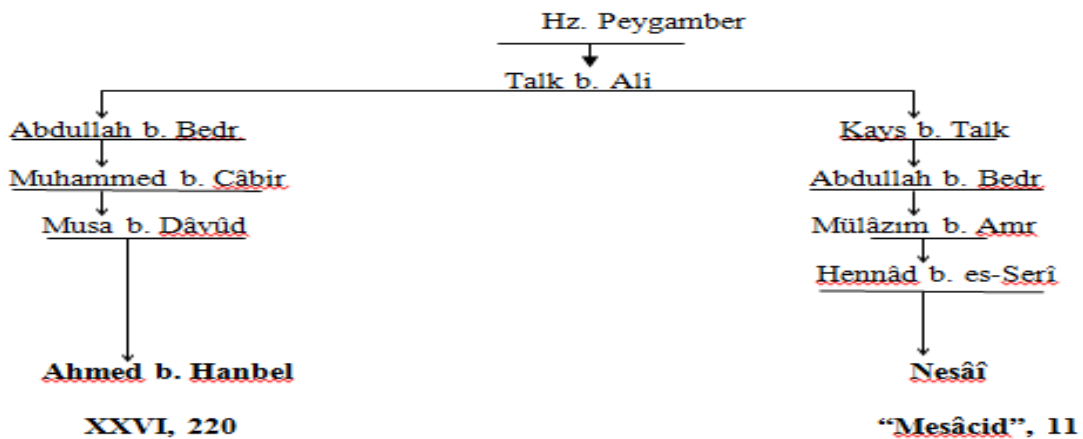 Hz. Peygamber
Talk b. Ali
Abdullah b. Bedr
Muhammed b. Câbir
Musa b. Dâvûd
Ahmed b. Hanbel
XXVI, 220
Kays b. Talk
Abdullah b. Bedr
Mülâzım b. Amr
Hennâd b. es-Serî
Nesâî
“Mesâcid”, 11